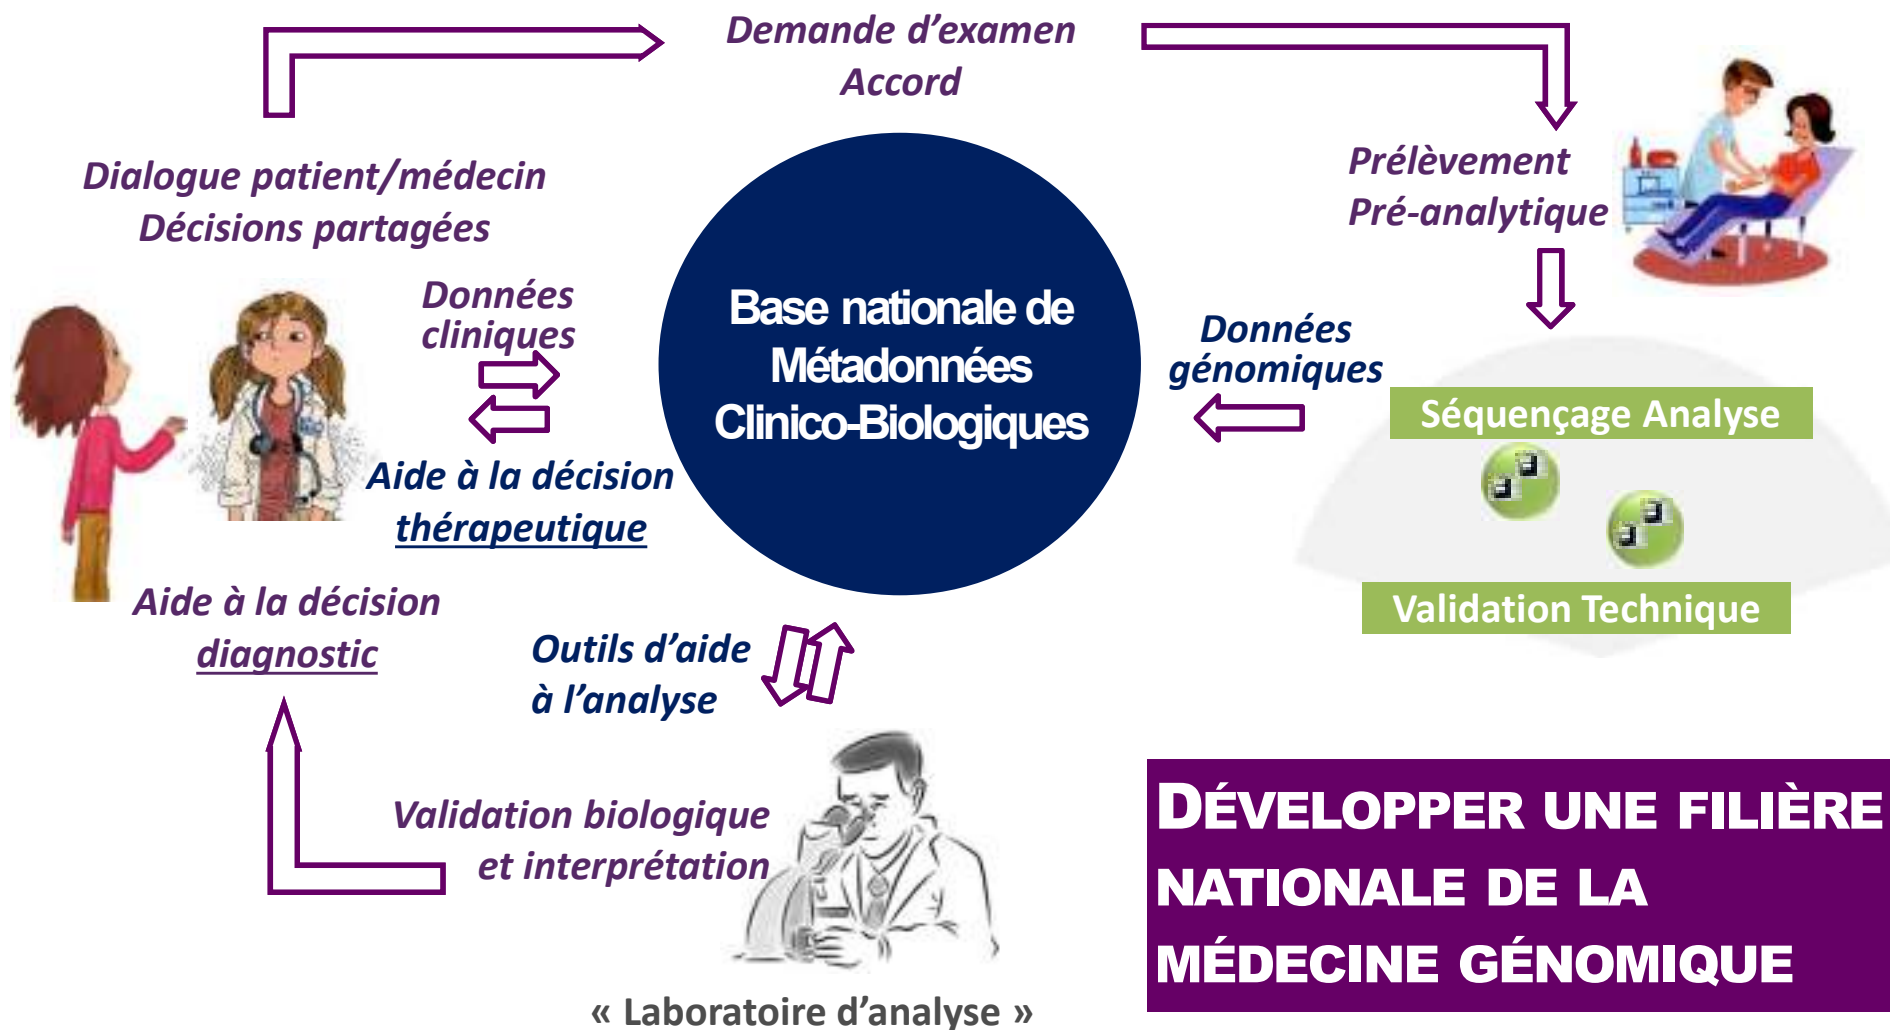 Demande d’examen
Accord
Dialogue patient/médecin
Décisions partagées
Prélèvement
Pré-analytique
Données
cliniques
Base nationale de
Métadonnées
Clinico-Biologiques
Données
génomiques
Séquençage Analyse
Aide à la décision
thérapeutique
Validation Technique
Aide à la décision
diagnostic
Outils d’aide
à l’analyse
Validation biologique
et interprétation
« Laboratoire d’analyse »
DÉVELOPPER UNE FILIÈRE
NATIONALE DE LA
MÉDECINE GÉNOMIQUE